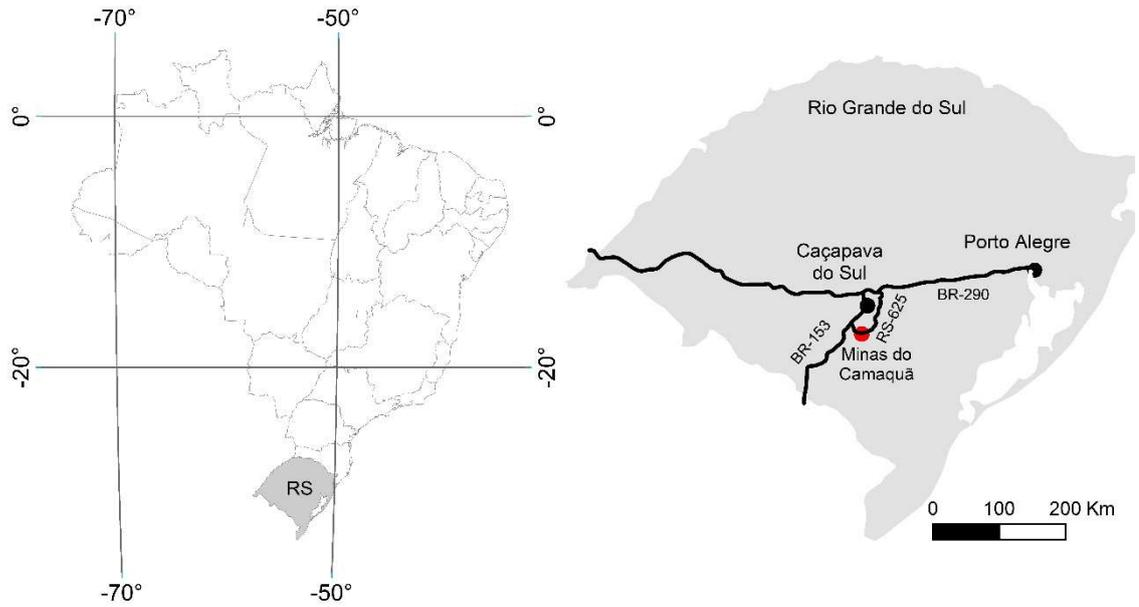 -70°
-50°
0°
0°
-20°
-20°
RS
-70°
-50°
Rio Grande do Sul
Caçapava
do Sul
Porto Alegre
BR-290
RS-625
BR-153
Minas do
Camaquã
0 100 200 Km